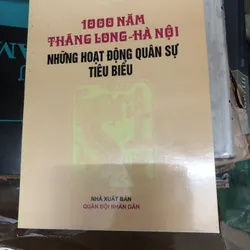 1000 NĂM
THĂNG LONG-HÀ NỘI
NHỮNG HOẠT ĐỘNG QUÂN SỰ
TIÊU BIỂU
NHÀ XUẤT BẢN
QUÂN ĐỘI NHÂN DÂN